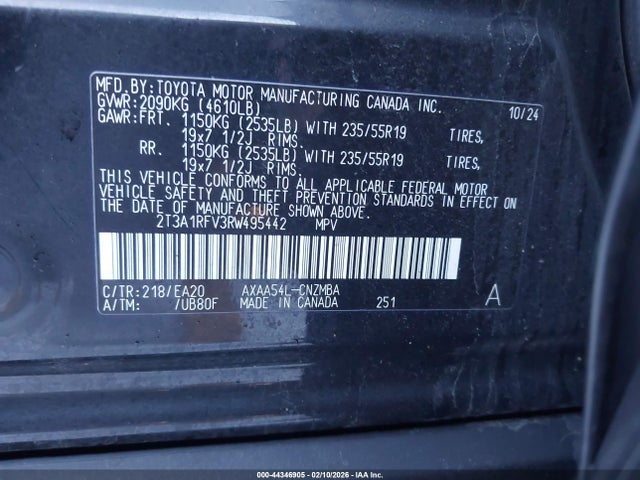 MFD.BY:TOYOTA MOTOR MANUFACTURING CANADA INC.
GVWR:2090KG (4610LB) 10/24
GAWR:FRT. 1150KG (2535LB) WITH 235/55R19 TIRES,
19x7 1/2J RIMS.
RR. 1150KG (2535LB) WITH 235/55R19 TIRES,
19x7 1/2J RIMS.
THIS VEHICLE CONFORMS TO ALL APPLICABLE FEDERAL MOTOR
VEHICLE SAFETY AND THEFT PREVENTION STANDARDS IN EFFECT ON
THE DATE OF MANUFACTURE SHOWN ABOVE.
2T3A1RFV3RW495442 MPV
C/TR:218/EA20 AXAA54L-CNZMBA
A/TM: /UB80F MADE IN CANADA 251 A
000-44346905 - 02/10/2026 - IAA Inc.